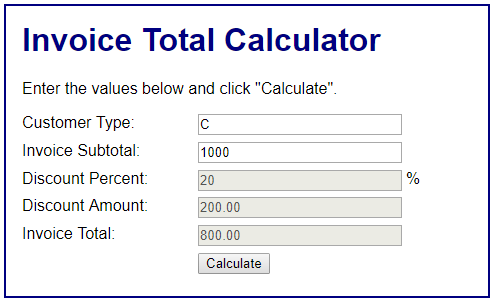 Invoice Total Calculator
Enter the values below and click "Calculate".
Customer Type: C
Invoice Subtotal: 1000
Discount Percent: 20 %
Discount Amount: 200.00
Invoice Total: 800.00
Calculate